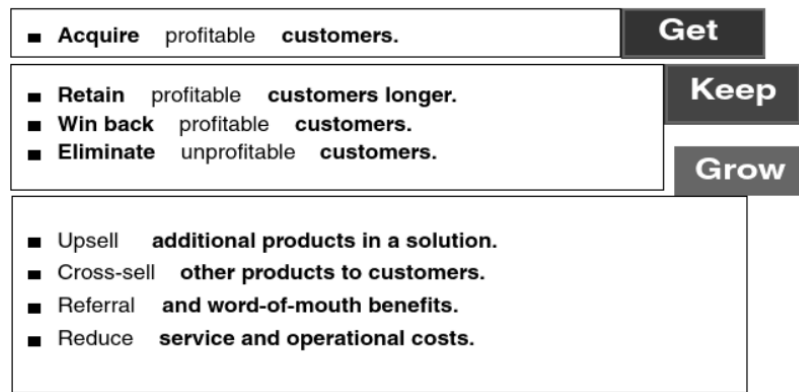 ■ Acquire profitable customers.
Get
■ Retain profitable customers longer.
■ Win back profitable customers.
■ Eliminate unprofitable customers.
Keep
Grow
■ Upsell additional products in a solution.
■ Cross-sell other products to customers.
■ Referral and word-of-mouth benefits.
■ Reduce service and operational costs.